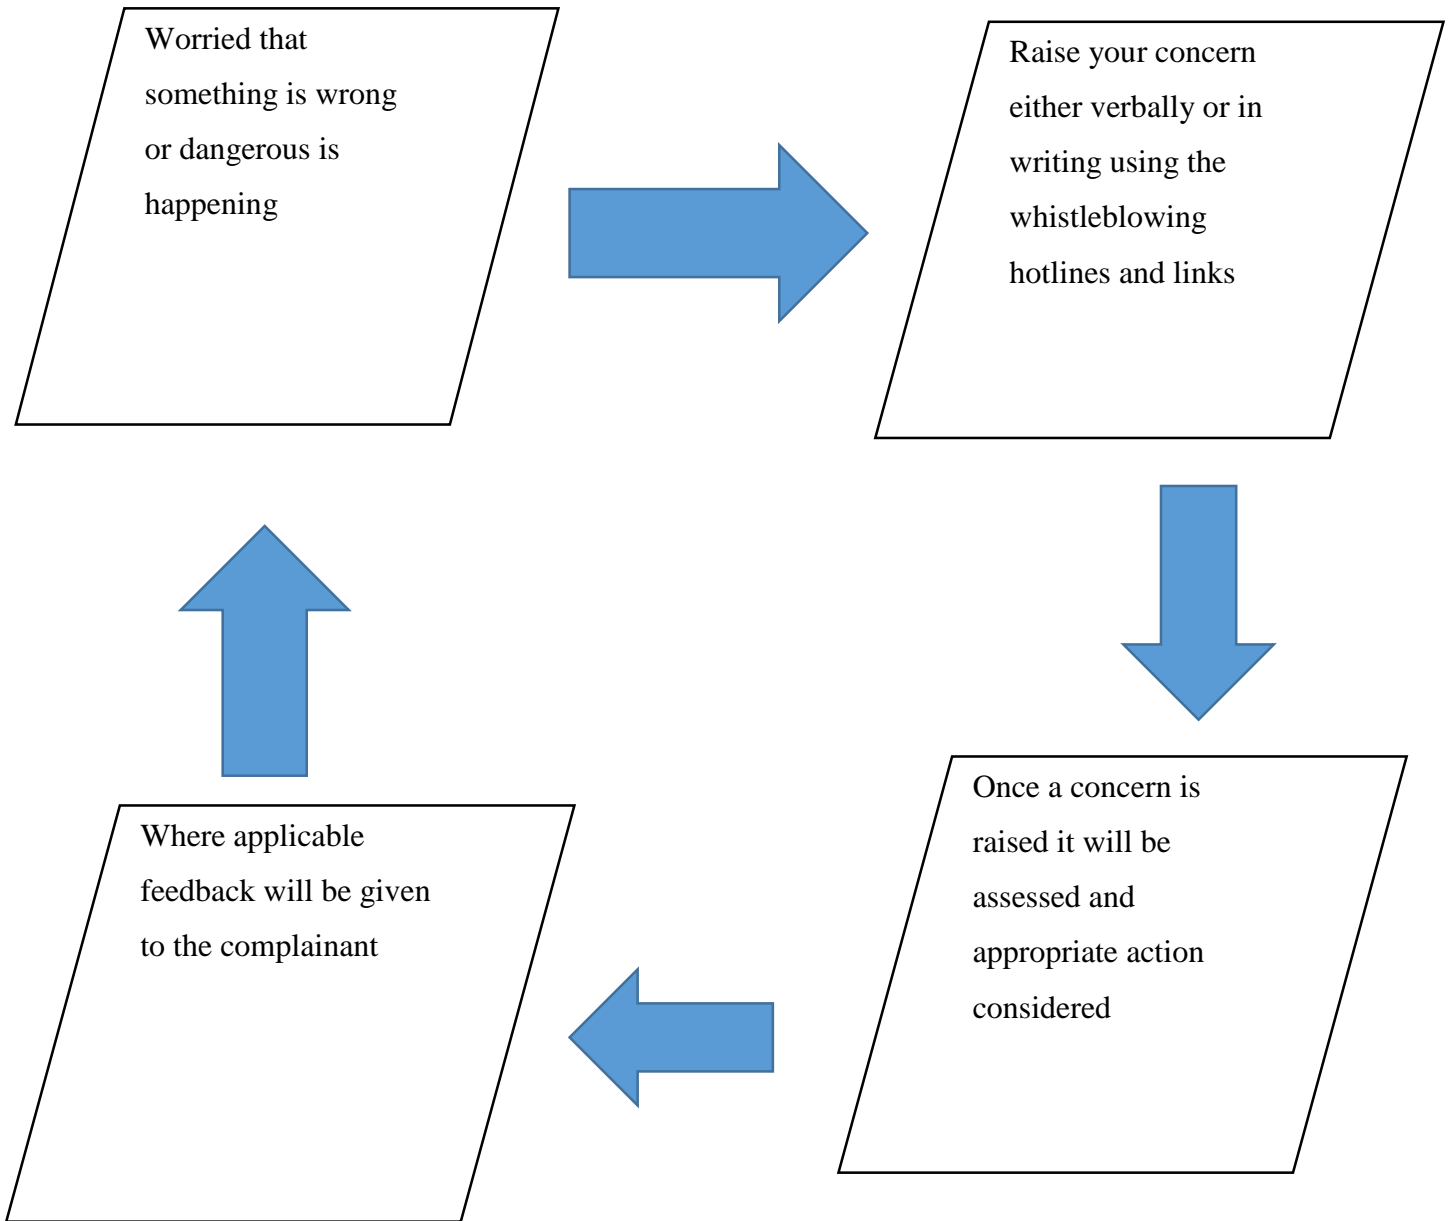 Worried that
something is wrong
or dangerous is
happening
Raise your concern
either verbally or in
writing using the
whistleblowing
hotlines and links
Once a concern is
raised it will be
assessed and
appropriate action
considered
Where applicable
feedback will be given
to the complainant